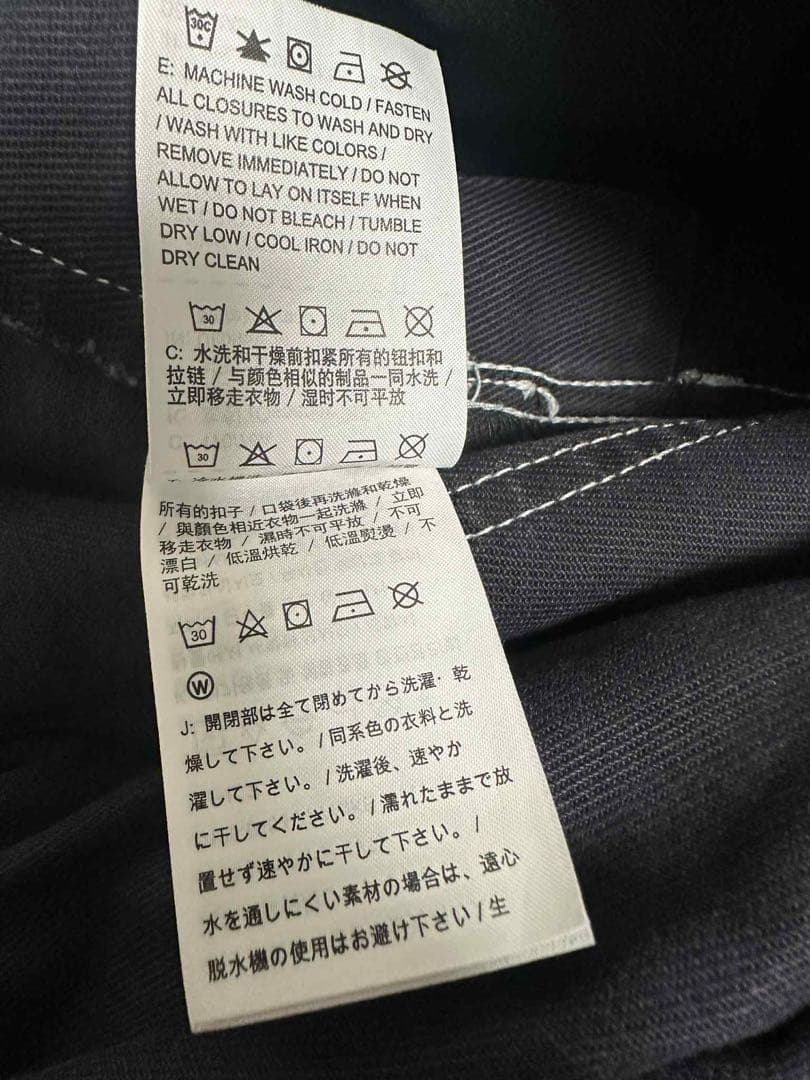 30C
E: MACHINE WASH COLD / FASTEN
ALL CLOSURES TO WASH AND DRY
/ WASH WITH LIKE COLORS /
REMOVE IMMEDIATELY / DO NOT
ALLOW TO LAY ON ITSELF WHEN
WET / DO NOT BLEACH / TUMBLE
DRY LOW / COOL IRON / DO NOT
DRY CLEAN
30
C: 水洗和干燥前扣紧所有的钮扣和
拉链 / 与颜色相似的制品一同水洗 /
立即移走衣物 / 湿时不可平放
30
所有的扣子 / 口袋後再洗滌和乾燥
/ 與顏色相近衣物一起洗滌 / 立即
移走衣物 / 濕時不可平放 / 不可
漂白 / 低溫烘乾 / 低溫熨燙 / 不
可乾洗
30
W
J: 開閉部は全て閉めてから洗濯・乾
燥して下さい。/ 同系色の衣料と洗
濯して下さい。/ 洗濯後、速やか
に干してください。/ 濡れたままで放
置せず速やかに干して下さい。/
水を通しにくい素材の場合は、遠心
脱水機の使用はお避け下さい / 生